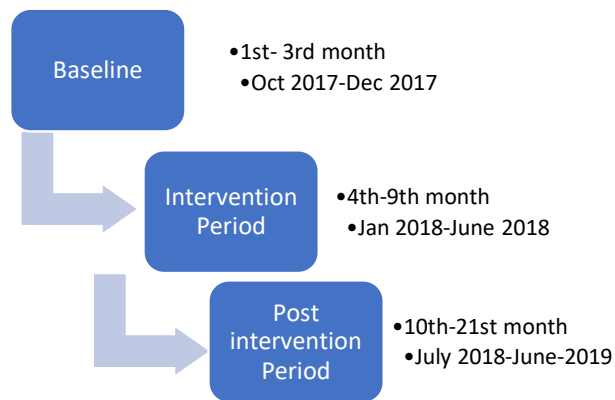 Baseline
•1st- 3rd month
•Oct 2017-Dec 2017
Intervention
Period
•4th-9th month
•Jan 2018-June 2018
Post
intervention
Period
•10th-21st month
•July 2018-June-2019